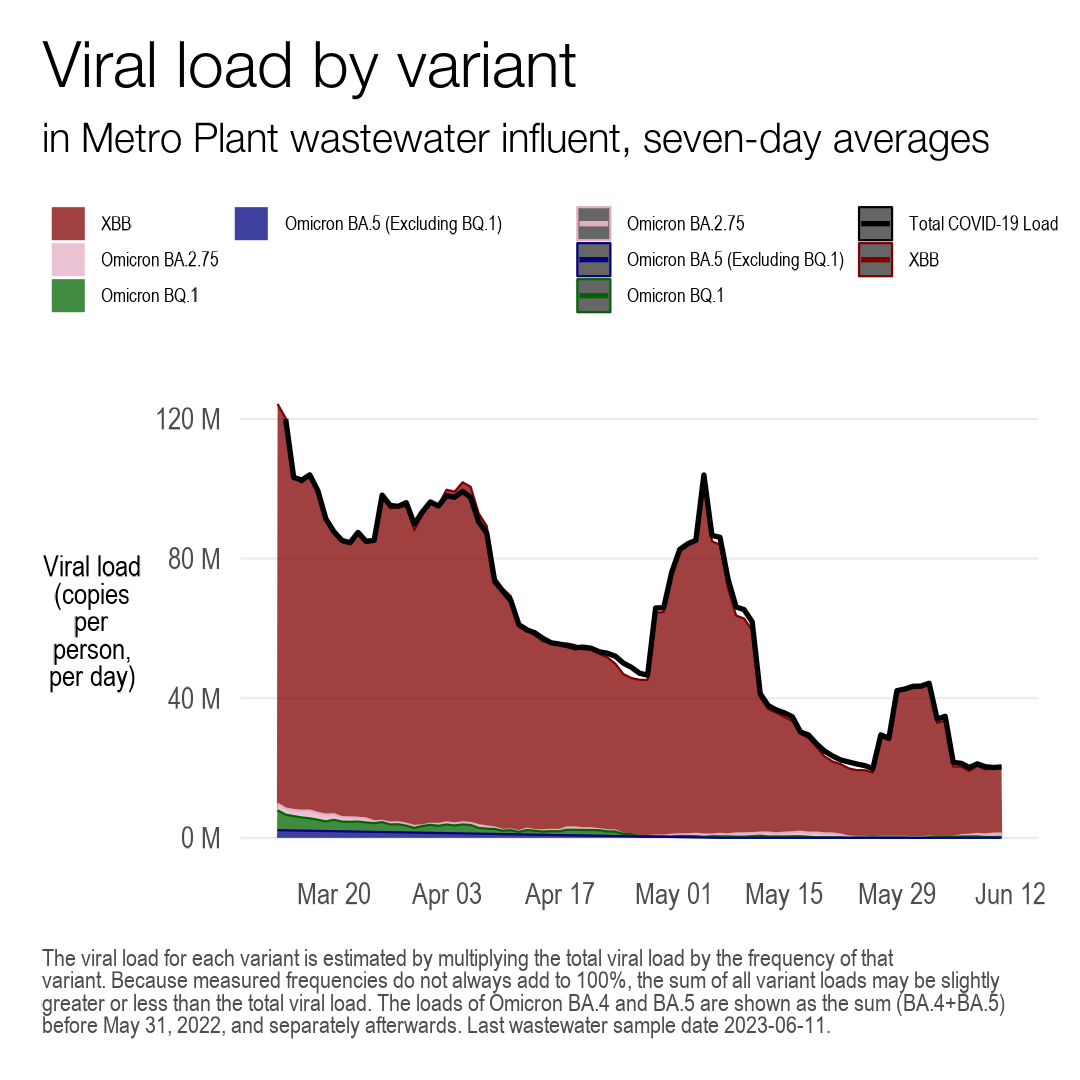 Viral load by variant
in Metro Plant wastewater influent, seven-day averages
XBB
Omicron BA.2.75
Omicron BQ.1
Omicron BA.5 (Excluding BQ.1)
Omicron BA.2.75
Omicron BA.5 (Excluding BQ.1)
Omicron BQ.1
Total COVID-19 Load
XBB
Viral load
(copies
per
person,
per day)
120 M
80 M
40 M
0 M
Mar 20 Apr 03 Apr 17 May 01 May 15 May 29 Jun 12
The viral load for each variant is estimated by multiplying the total viral load by the frequency of that
variant. Because measured frequencies do not always add to 100%, the sum of all variant loads may be slightly
greater or less than the total viral load. The loads of Omicron BA.4 and BA.5 are shown as the sum (BA.4+BA.5)
before May 31, 2022, and separately afterwards. Last wastewater sample date 2023-06-11.